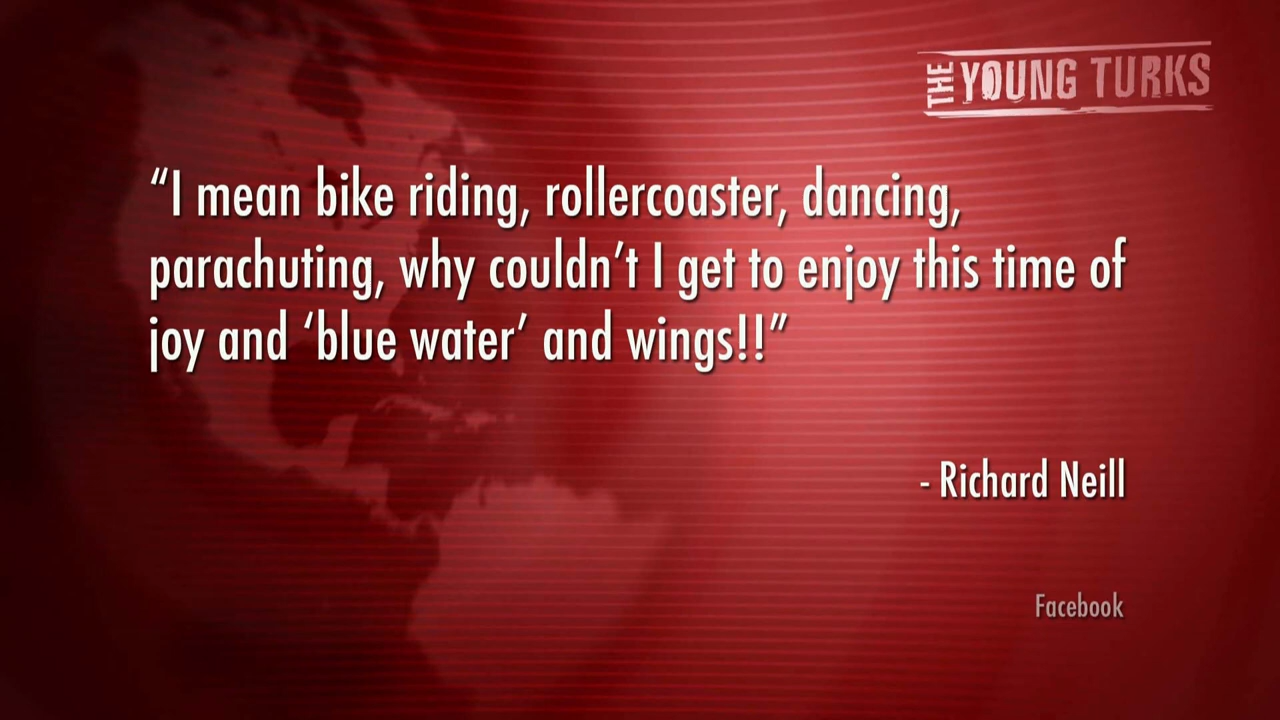 THE YOUNG TURKS
“I mean bike riding, rollercoaster, dancing,
parachuting, why couldn’t I get to enjoy this time of
joy and ‘blue water’ and wings!!”
- Richard Neill
Facebook